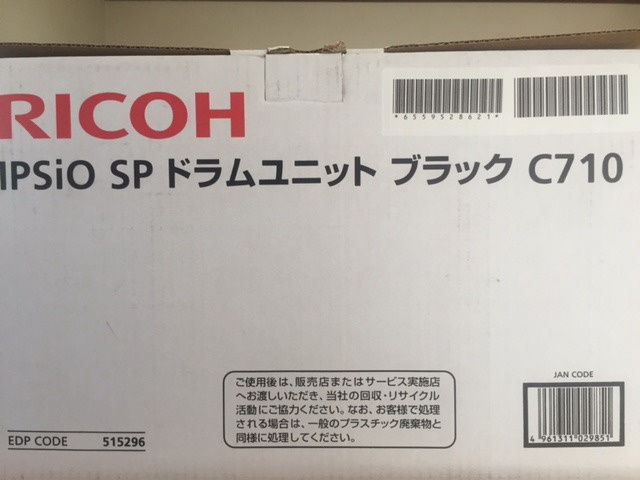 RICOH
*6559528621*
IPSiO SP ドラムユニット ブラック C710
ご使用後は、販売店またはサービス実施店
へお渡しいただき、当社の回収・リサイクル
活動にご協力ください。なお、お客様で処理
される場合は、一般のプラスチック廃棄物と
同様に処理してください。
JAN CODE
4 961311 029851
EDP CODE 515296